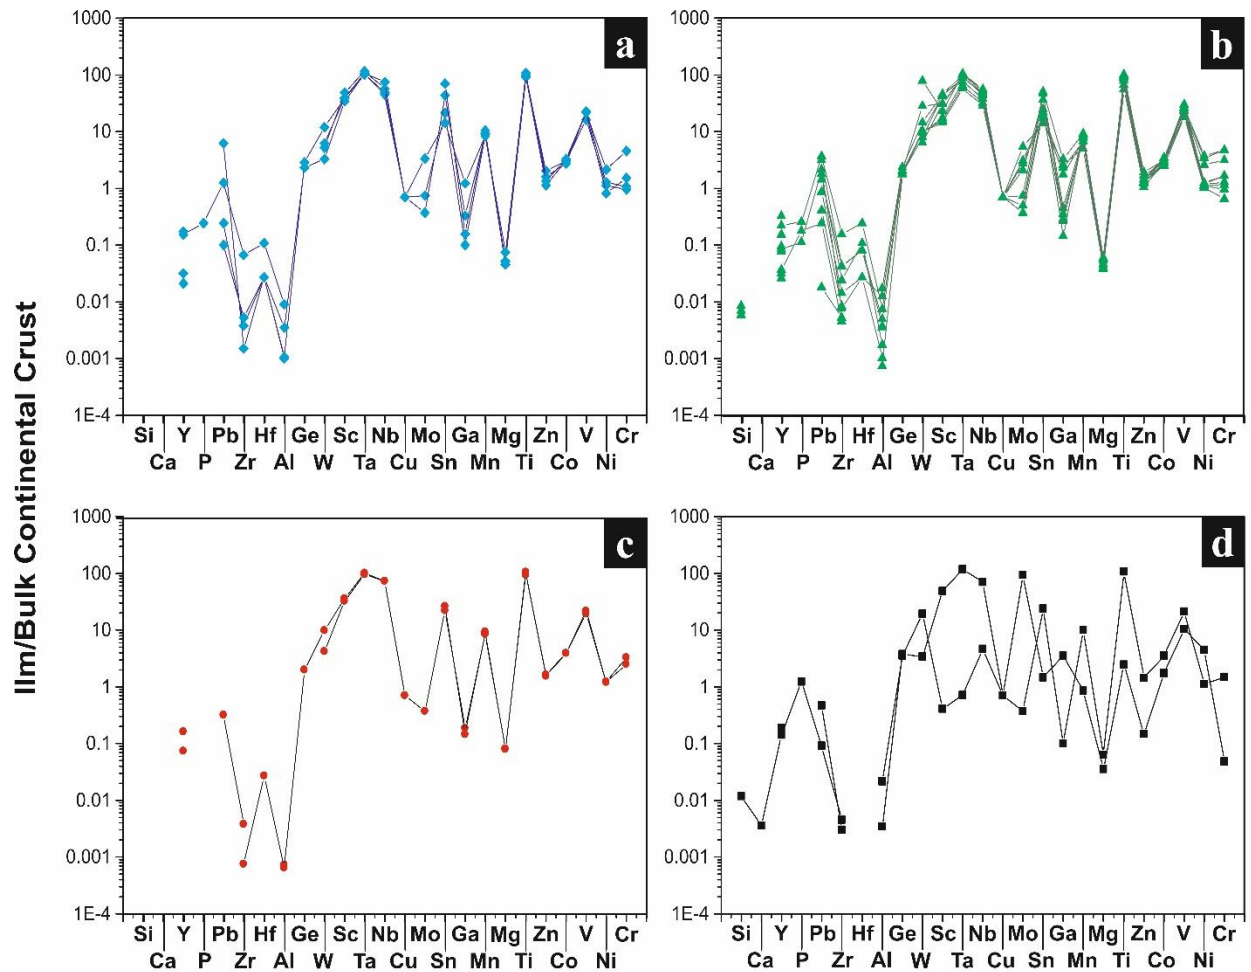 Ilm/Bulk Continental Crust
1000
100
10
1
0.1
0.01
0.001
1E-4
a
Si Y Pb Hf Ge Sc Nb Mo Ga Mg Zn V Cr
Ca P Zr Al W Ta Cu Sn Mn Ti Co Ni
1000
100
10
1
0.1
0.01
0.001
1E-4
b
Si Y Pb Hf Ge Sc Nb Mo Ga Mg Zn V Cr
Ca P Zr Al W Ta Cu Sn Mn Ti Co Ni
1000
100
10
1
0.1
0.01
0.001
1E-4
c
Si Y Pb Hf Ge Sc Nb Mo Ga Mg Zn V Cr
Ca P Zr Al W Ta Cu Sn Mn Ti Co Ni
1000
100
10
1
0.1
0.01
0.001
1E-4
d
Si Y Pb Hf Ge Sc Nb Mo Ga Mg Zn V Cr
Ca P Zr Al W Ta Cu Sn Mn Ti Co Ni